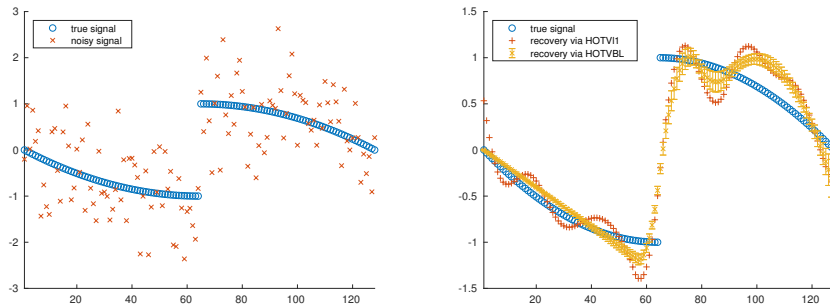 3
2
1
0
-1
-2
-3
20 40 60 80 100 120
true signal
noisy signal
1.5
1
0.5
0
-0.5
-1
-1.5
20 40 60 80 100 120
true signal
recovery via HOTVl1
recovery via HOTVBL